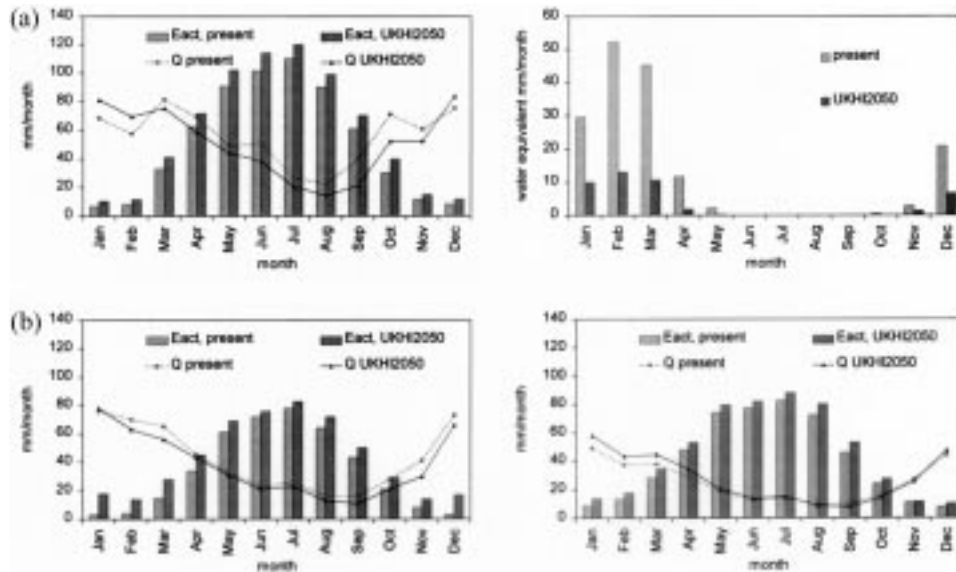 (a)
140
120
100
80
60
40
20
0
mm/month
Eact, present
Eact, UKHI2050
Q present
Q UKHI2050
Jan Feb Mar Apr May Jun Jul Aug Sep Oct Nov Dec
month
60
50
40
30
20
10
0
water equivalent mm/month
present
UKHI2050
Jan Feb Mar Apr May Jun Jul Aug Sep Oct Nov Dec
month
(b)
140
120
100
80
60
40
20
0
mm/month
Eact, present
Eact, UKHI2050
Q present
Q UKHI2050
Jan Feb Mar Apr May Jun Jul Aug Sep Oct Nov Dec
month
140
120
100
80
60
40
20
0
mm/month
Eact, present
Eact, UKHI2050
Q present
Q UKHI2050
Jan Feb Mar Apr May Jun Jul Aug Sep Oct Nov Dec
month